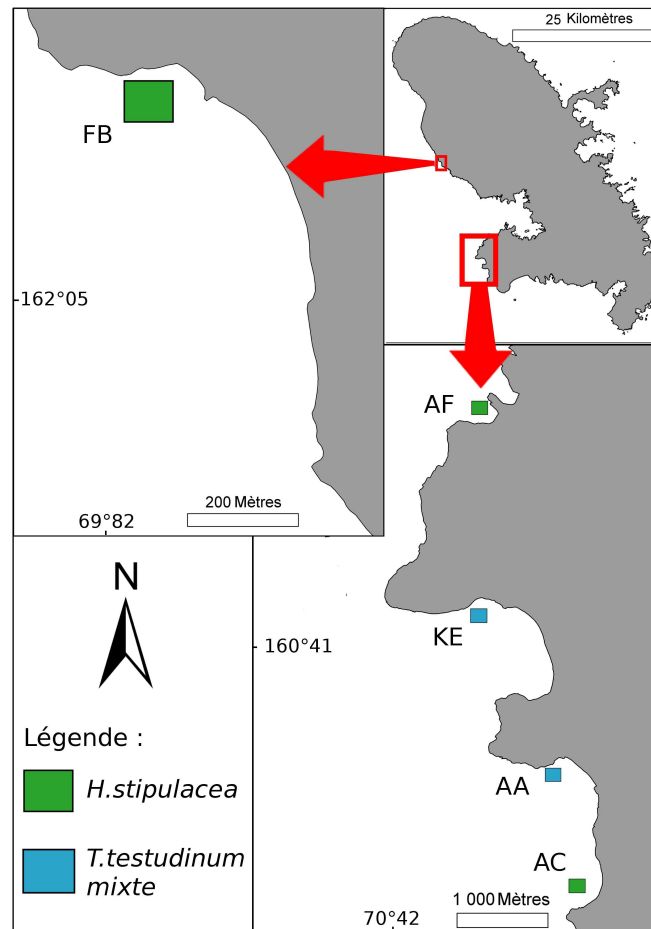 25 Kilomètres
FB
162°05
200 Mètres
69°82
AF
KE
160°41
AA
AC
1 000 Mètres
70°42
N
Légende :
H.stipulacea
T.testudinum
mixte